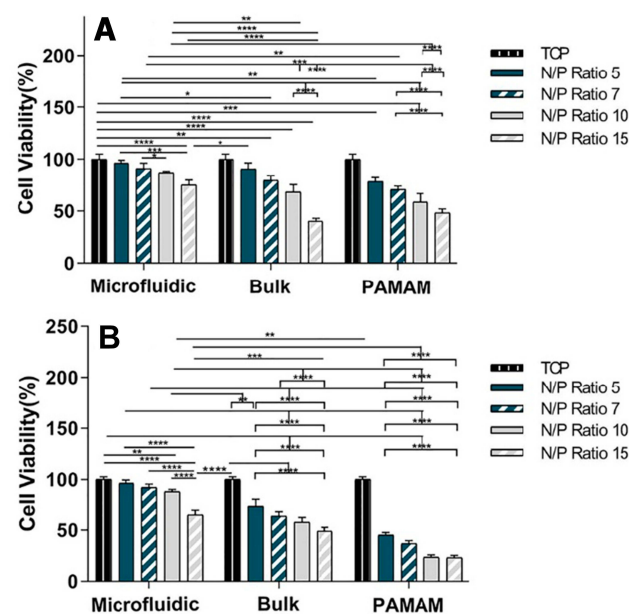 A
Cell Viability(%)
200
150
100
50
0
Microfluidic Bulk PAMAM
TCP
N/P Ratio 5
N/P Ratio 7
N/P Ratio 10
N/P Ratio 15
B
Cell Viability(%)
250
200
150
100
50
0
Microfluidic Bulk PAMAM
TCP
N/P Ratio 5
N/P Ratio 7
N/P Ratio 10
N/P Ratio 15